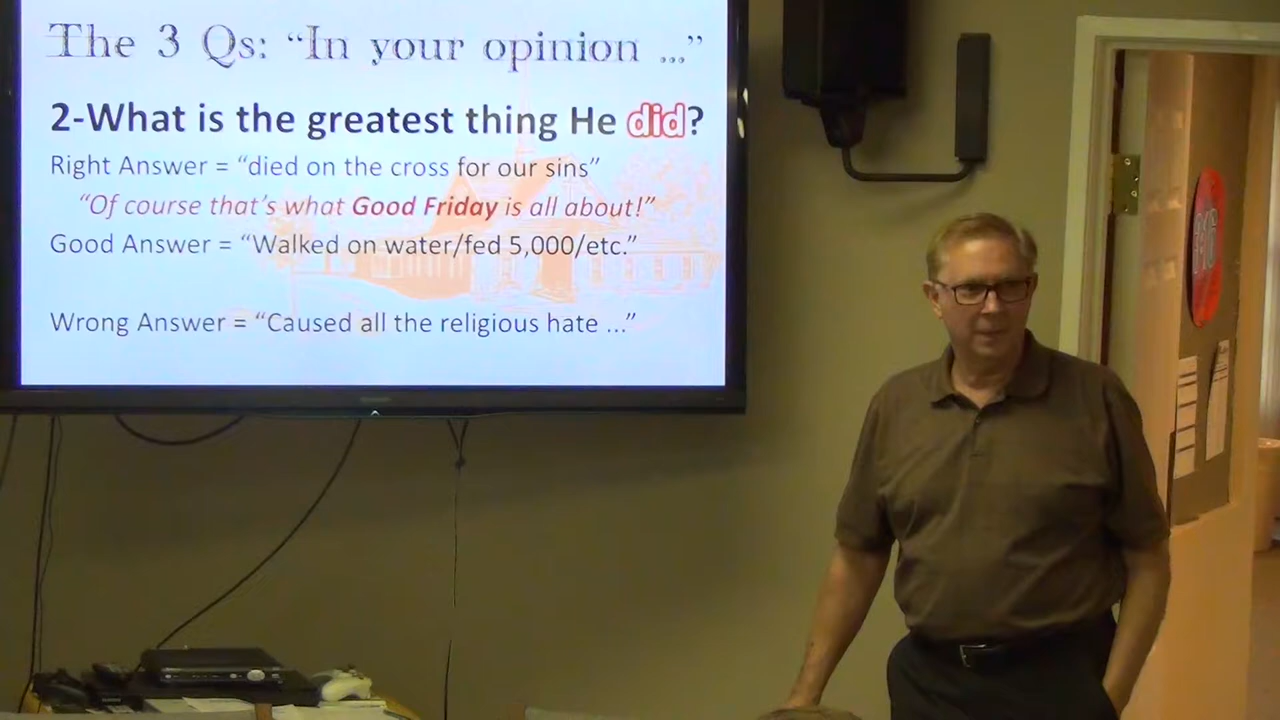 The 3 Qs: “In your opinion ...”
2-What is the greatest thing He did?
Right Answer = “died on the cross for our sins”
“Of course that’s what Good Friday is all about!”
Good Answer = “Walked on water/fed 5,000/etc.”
Wrong Answer = “Caused all the religious hate ...”